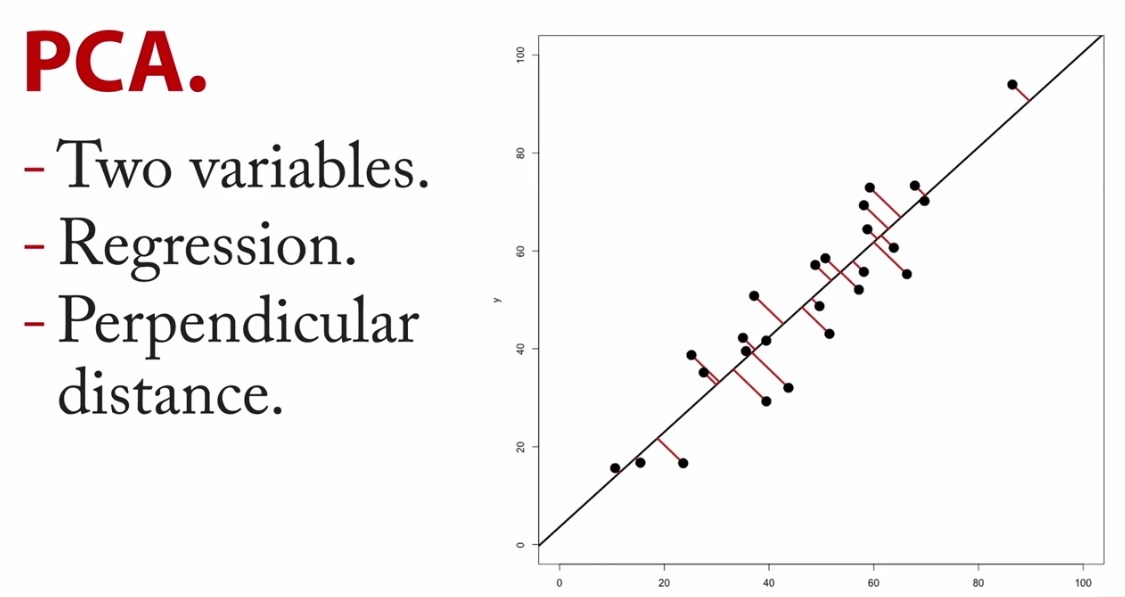 PCA.
- Two variables.
- Regression.
- Perpendicular
distance.
100
80
60
40
20
0
y
0 20 40 60 80 100